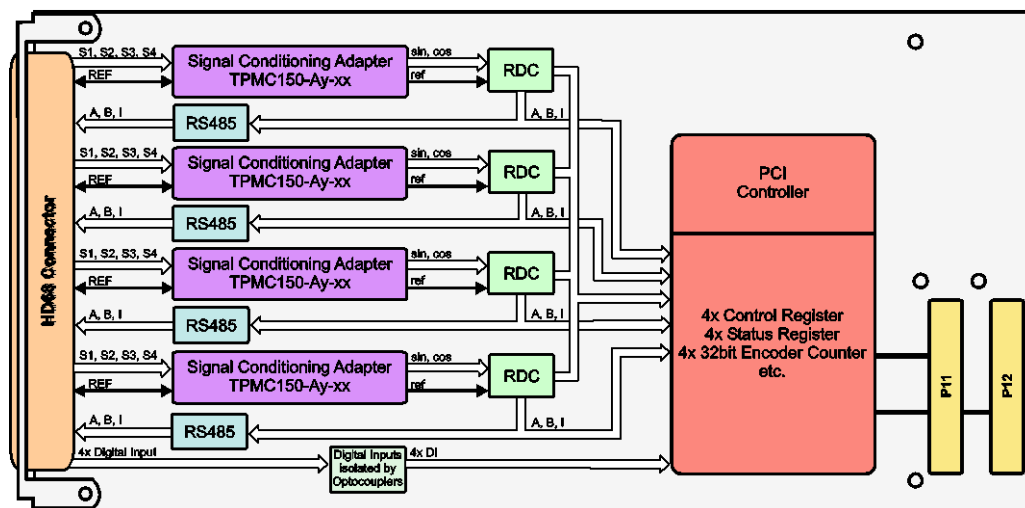 HD68 Connector
S1, S2, S3, S4
REF
Signal Conditioning Adapter
TPMC150-Ay-xx
sin, cos
ref
RDC
A, B, I
RS485
A, B, I
S1, S2, S3, S4
REF
Signal Conditioning Adapter
TPMC150-Ay-xx
sin, cos
ref
RDC
A, B, I
RS485
A, B, I
S1, S2, S3, S4
REF
Signal Conditioning Adapter
TPMC150-Ay-xx
sin, cos
ref
RDC
A, B, I
RS485
A, B, I
S1, S2, S3, S4
REF
Signal Conditioning Adapter
TPMC150-Ay-xx
sin, cos
ref
RDC
A, B, I
RS485
A, B, I
4x Digital Input
Digital Inputs
isolated by
Optocouplers
4x DI
PCI
Controller
4x Control Register
4x Status Register
4x 32bit Encoder Counter
etc.
P11
P12